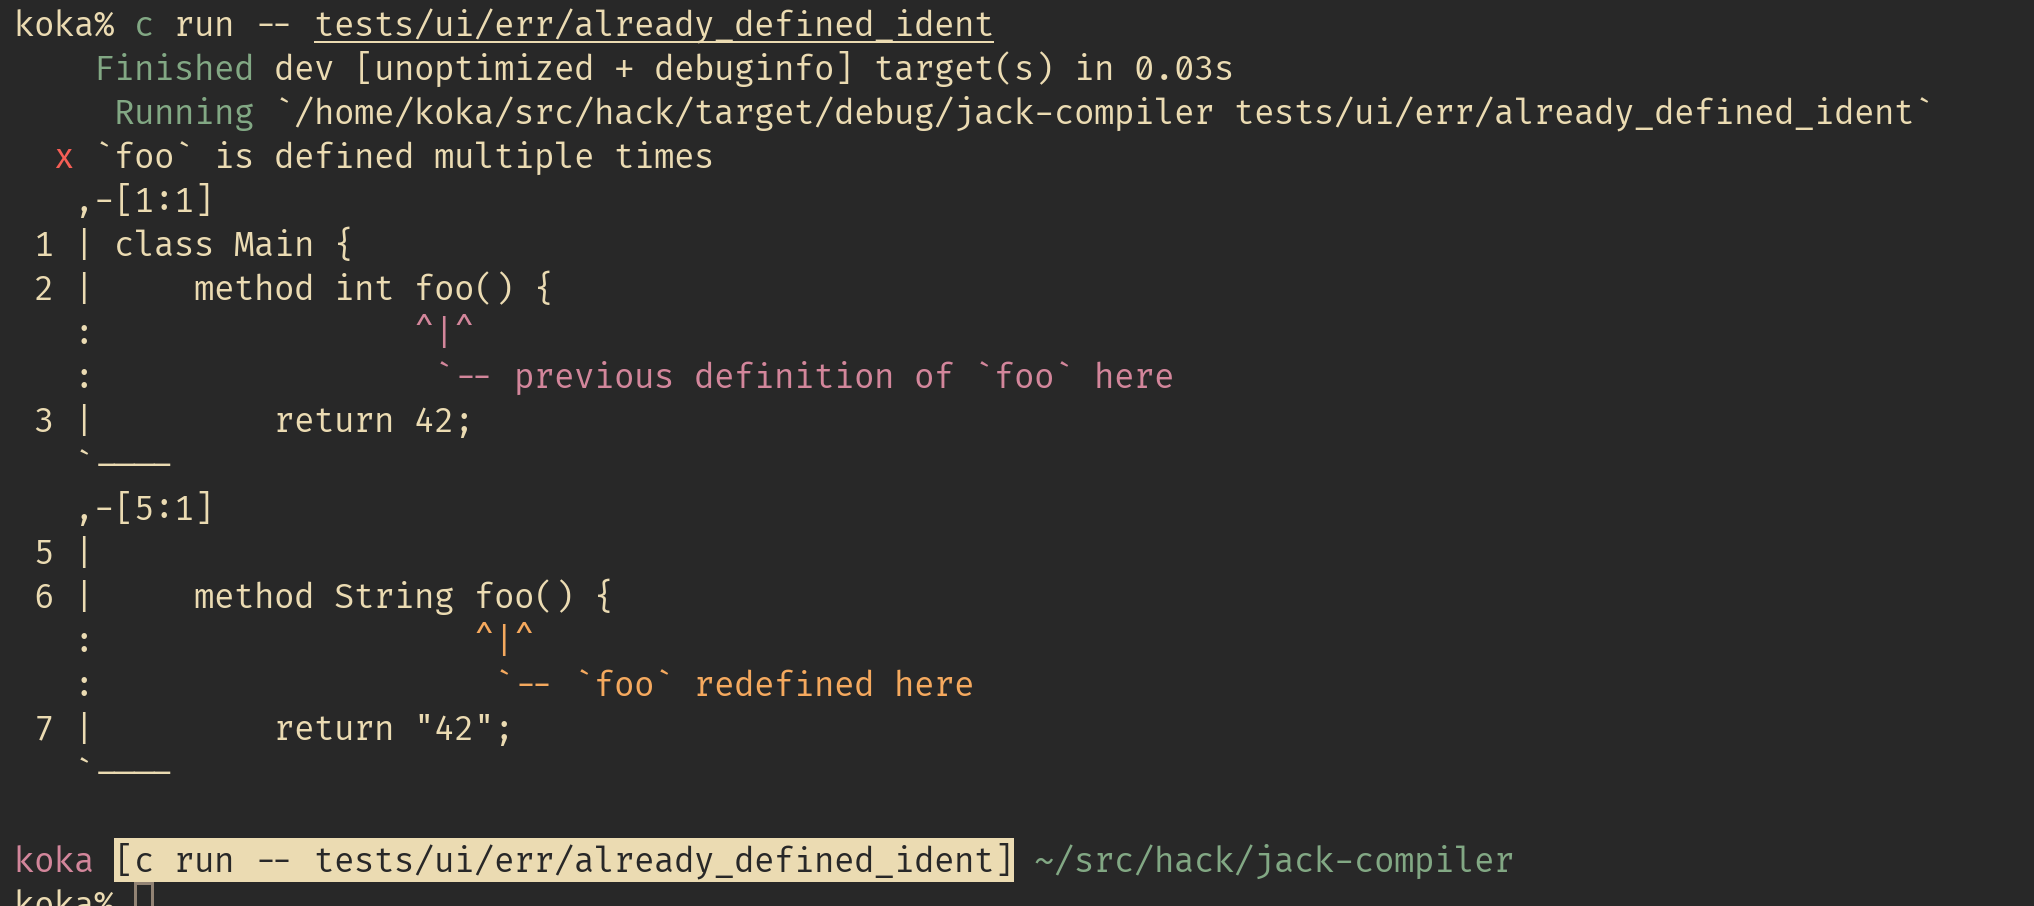 koka% c run -- tests/ui/err/already_defined_ident
    Finished dev [unoptimized + debuginfo] target(s) in 0.03s
     Running `/home/koka/src/hack/target/debug/jack-compiler tests/ui/err/already_defined_ident`
  x `foo` is defined multiple times
   ,-[1:1]
 1 | class Main {
 2 |     method int foo() {
   :                ^|^
   :                 `-- previous definition of `foo` here
 3 |         return 42;
   `----
   ,-[5:1]
 5 |
 6 |     method String foo() {
   :                   ^|^
   :                    `-- `foo` redefined here
 7 |         return "42";
   `----
koka [c run -- tests/ui/err/already_defined_ident] ~/src/hack/jack-compiler
koka%